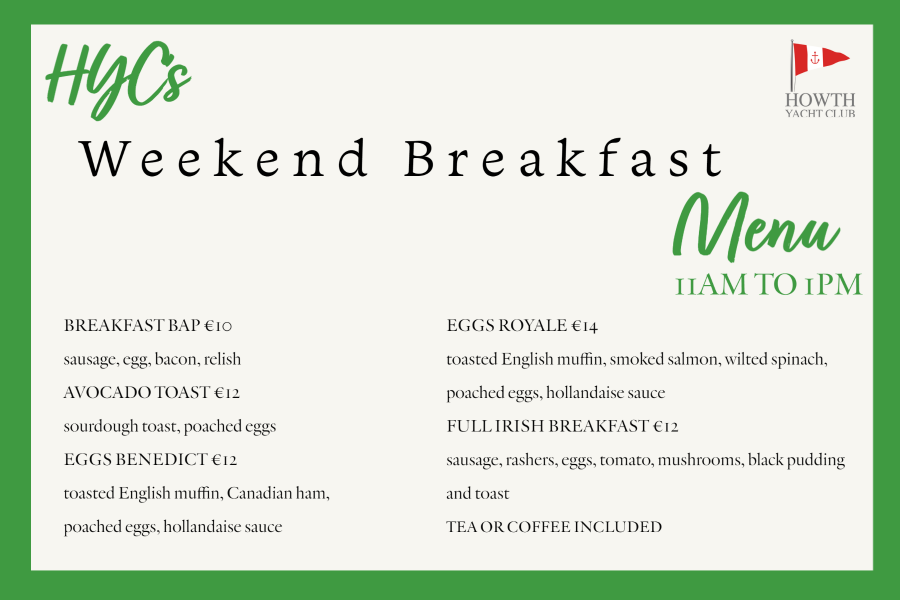 HYC's
HOWTH
YACHT CLUB
Weekend Breakfast
Menu
11AM TO 1PM
BREAKFAST BAP €10
sausage, egg, bacon, relish
AVOCADO TOAST €12
sourdough toast, poached eggs
EGGS BENEDICT €12
toasted English muffin, Canadian ham,
poached eggs, hollandaise sauce
EGGS ROYALE €14
toasted English muffin, smoked salmon, wilted spinach,
poached eggs, hollandaise sauce
FULL IRISH BREAKFAST €12
sausage, rashers, eggs, tomato, mushrooms, black pudding
and toast
TEA OR COFFEE INCLUDED